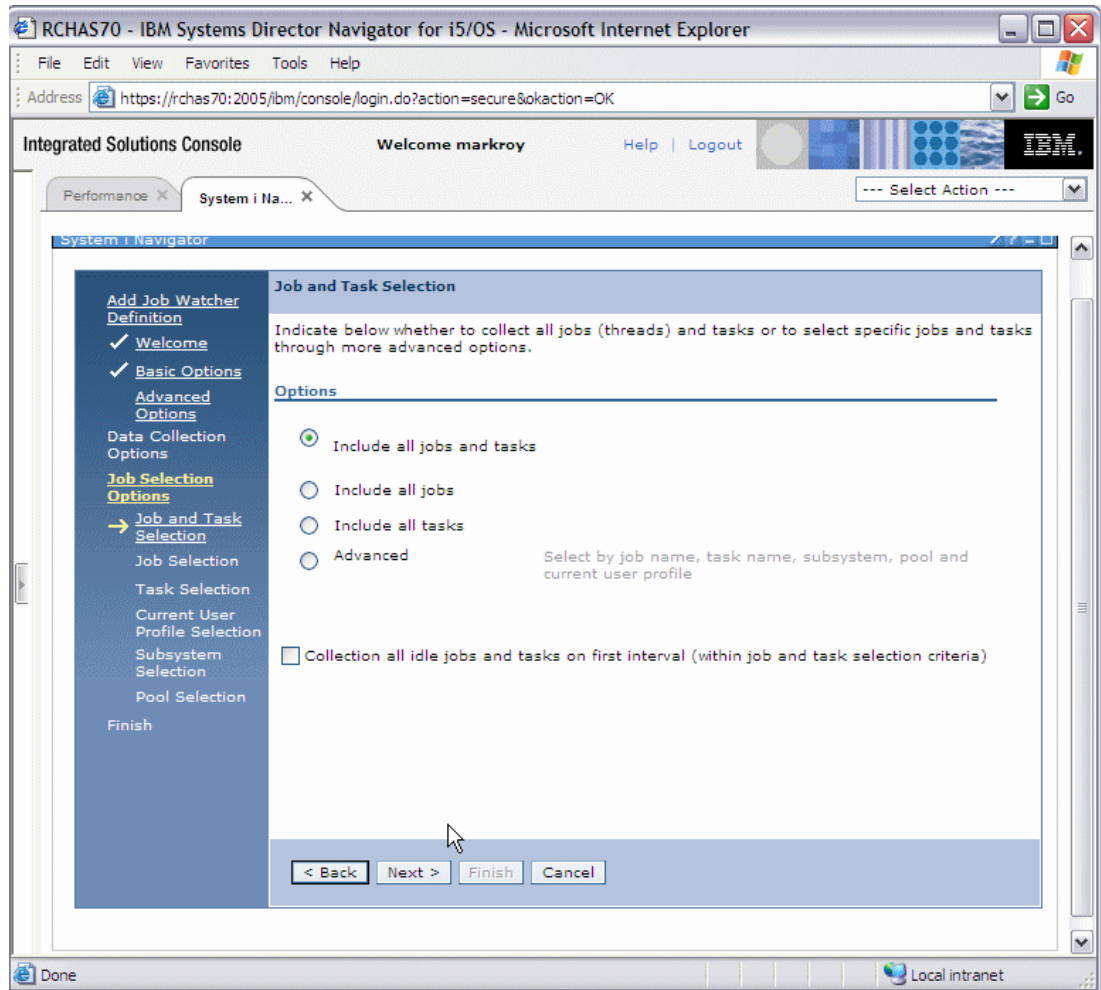 RCHAS70 - IBM Systems Director Navigator for i5/OS - Microsoft Internet Explorer
File Edit View Favorites Tools Help
Address https://rchas70:2005/ibm/console/login.do?action=secure&okaction=OK Go
Integrated Solutions Console Welcome markroy Help | Logout IBM.
Performance System i Na... --- Select Action ---
System i Navigator
Add Job Watcher
Definition
Welcome
Basic Options
Advanced
Options
Data Collection
Options
Job Selection
Options
Job and Task
Selection
Job Selection
Task Selection
Current User
Profile Selection
Subsystem
Selection
Pool Selection
Finish
Job and Task Selection
Indicate below whether to collect all jobs (threads) and tasks or to select specific jobs and tasks
through more advanced options.
Options
Include all jobs and tasks
Include all jobs
Include all tasks
Advanced Select by job name, task name, subsystem, pool and
current user profile
Collection all idle jobs and tasks on first interval (within job and task selection criteria)
< Back Next > Finish Cancel
Done Local intranet